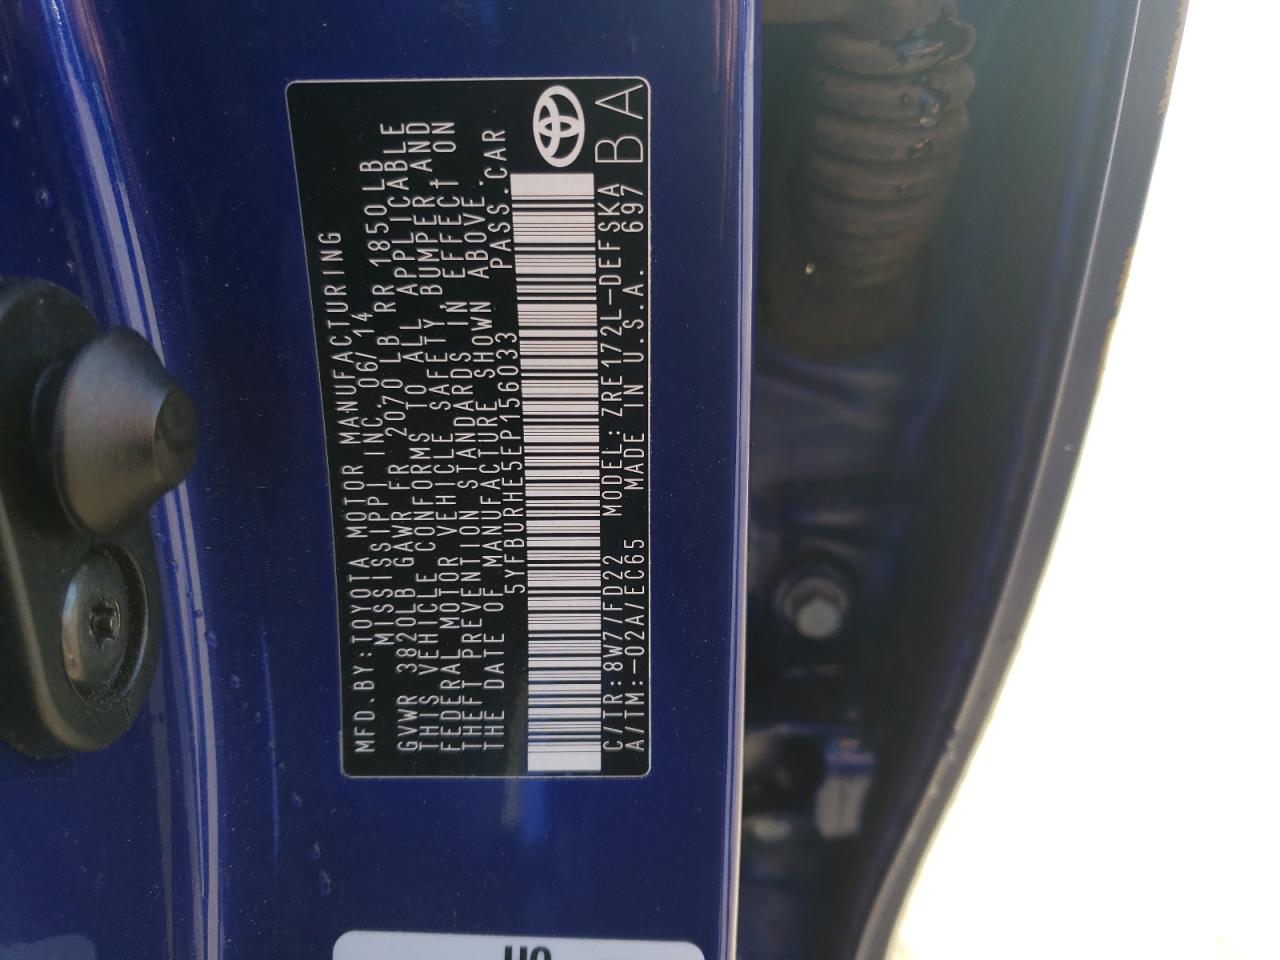 MFD.BY:TOYOTA MOTOR MANUFACTURING
MISSISSIPPI INC.06/14
GVWR 3820LB GAWR FR 2070 LB RR 1850LB
THIS VEHICLE CONFORMS TO ALL APPLICABLE
FEDERAL MOTOR VEHICLE SAFETY,BUMPER AND
THEFT PREVENTION STANDARDS IN EFFECT ON
THE DATE OF MANUFACTURE SHOWN ABOVE.
5YFBURHE5EP156033 PASS.CAR
C/TR:8W7/FD22 MODEL:ZRE172L-DEFSKA
A/TM:-02A/EC65 MADE IN U.S.A. 697
BA